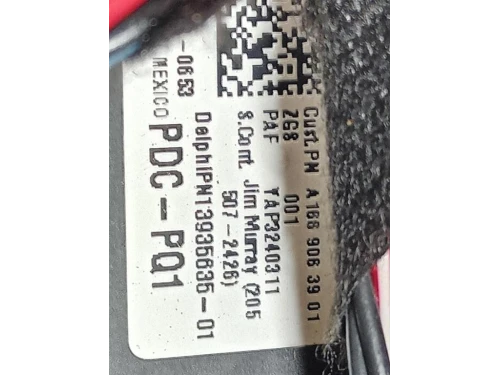 Cust.PN A 166 906 39 01
ZGS 001
PAF YAP3240311
S.Cont. Jim Murray (205
507-2426)
DelphiPN13935635-01
PDC-PQ1
-0653
MEXICO